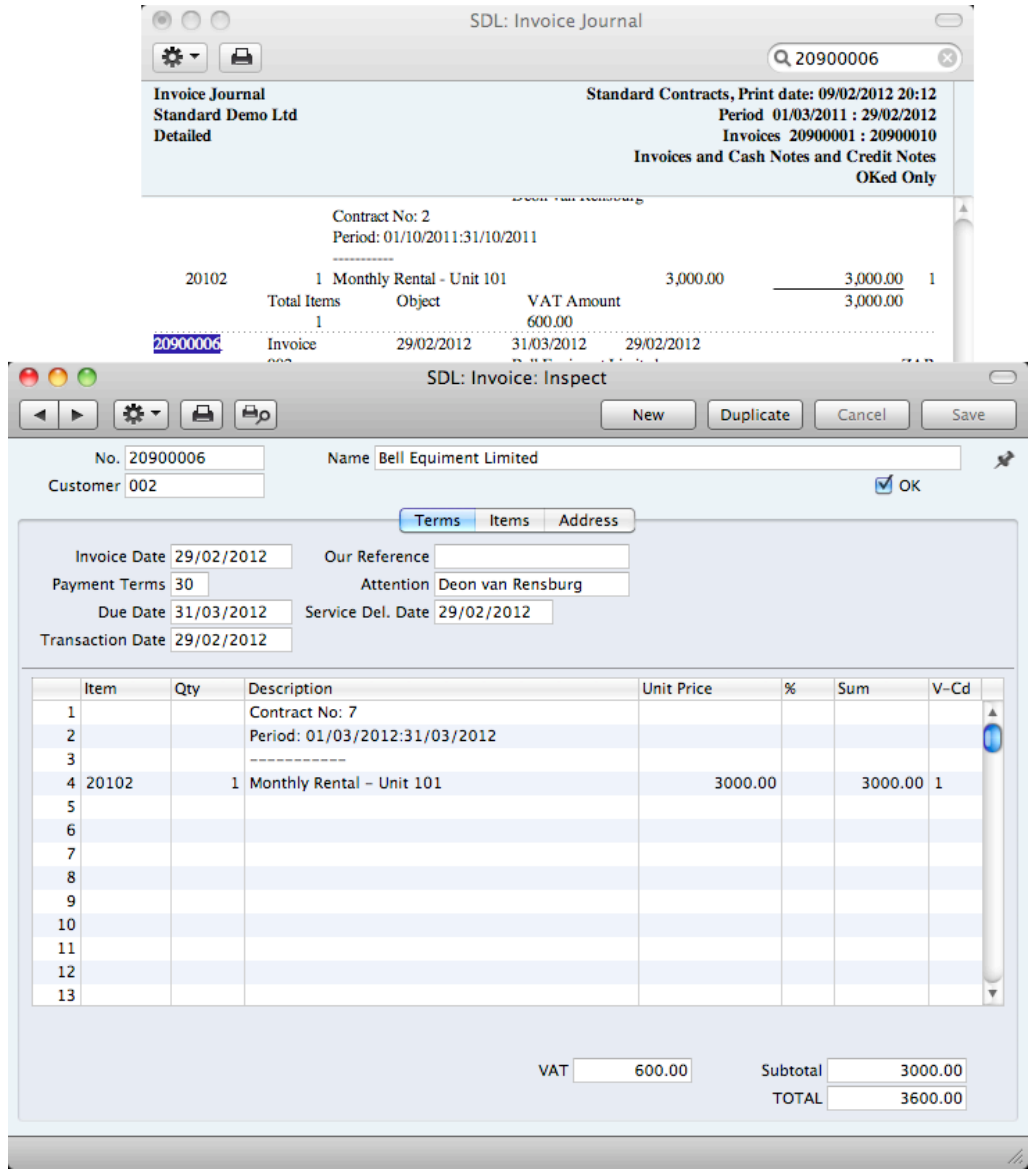 SDL: Invoice Journal
20900006
Invoice Journal Standard Contracts, Print date: 09/02/2012 20:12
Standard Demo Ltd Period 01/03/2011 : 29/02/2012
Detailed Invoices 20900001 : 20900010
Invoices and Cash Notes and Credit Notes
OKed Only
Deon van Rensburg
Contract No: 2
Period: 01/10/2011:31/10/2011
-----------
20102 1 Monthly Rental - Unit 101 3,000.00 3,000.00 1
Total Items Object VAT Amount 3,000.00
1 600.00
20900006 Invoice 29/02/2012 31/03/2012 29/02/2012
SDL: Invoice: Inspect
New Duplicate Cancel Save
No. 20900006 Name Bell Equiment Limited
Customer 002 OK
Terms Items Address
Invoice Date 29/02/2012 Our Reference
Payment Terms 30 Attention Deon van Rensburg
Due Date 31/03/2012 Service Del. Date 29/02/2012
Transaction Date 29/02/2012
Item Qty Description Unit Price % Sum V-Cd
1 Contract No: 7
2 Period: 01/03/2012:31/03/2012
3 -----------
4 20102 1 Monthly Rental - Unit 101 3000.00 3000.00 1
5
6
7
8
9
10
11
12
13
VAT 600.00 Subtotal 3000.00
TOTAL 3600.00